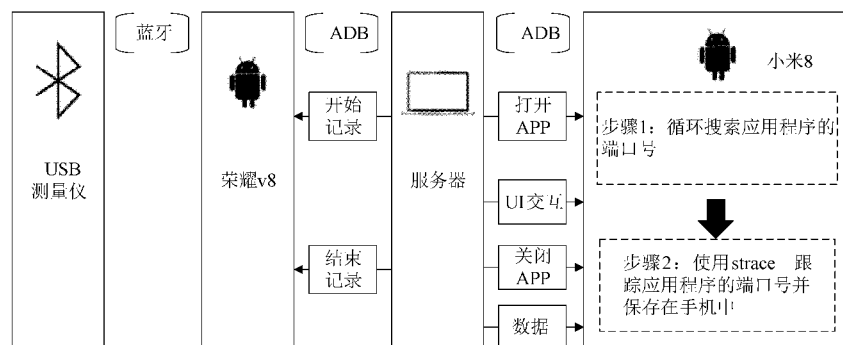 蓝牙
ADB
ADB
小米8
开始
记录
打开
APP
步骤1：循环搜索应用程序的
端口号
USB
测量仪
荣耀v8
服务器
UI交互
结束
记录
关闭
APP
步骤2：使用strace 跟
踪应用程序的端口号并
保存在手机中
数据